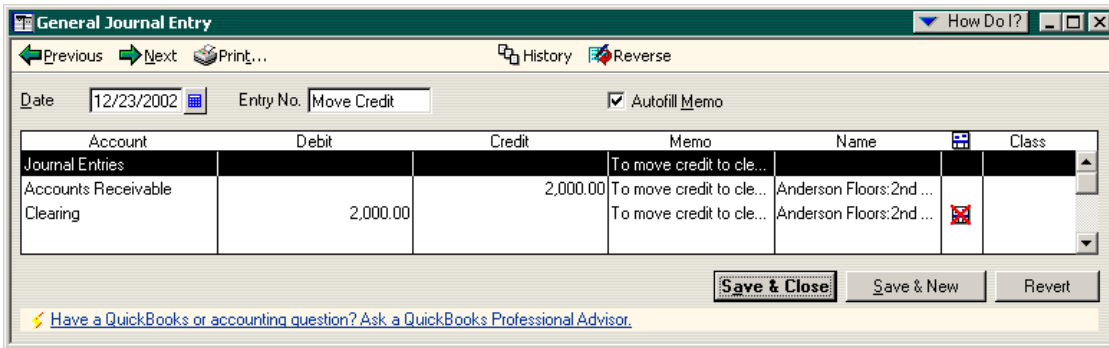 General Journal Entry How Do I?
Previous Next Print... History Reverse
Date 12/23/2002 Entry No. Move Credit Autofill Memo
Account Debit Credit Memo Name Class
Journal Entries To move credit to cle...
Accounts Receivable 2,000.00 To move credit to cle... Anderson Floors:2nd ...
Clearing 2,000.00 To move credit to cle... Anderson Floors:2nd ...
Save & Close Save & New Revert
Have a QuickBooks or accounting question? Ask a QuickBooks Professional Advisor.